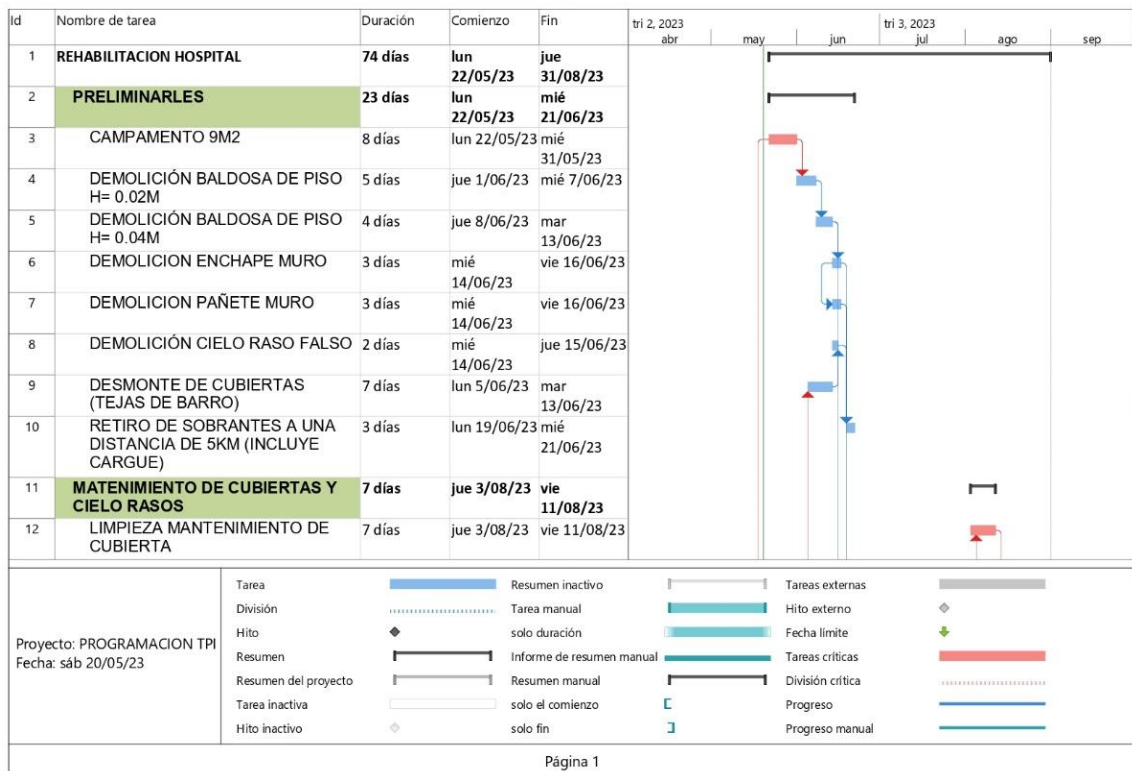 Id Nombre de tarea Duración Comienzo Fin
tri 2, 2023 tri 3, 2023
abr may jun jul ago sep
1 REHABILITACION HOSPITAL 74 días lun jue
22/05/23 31/08/23
2 PRELIMINARLES 23 días lun mié
22/05/23 21/06/23
3 CAMPAMENTO 9M2 8 días lun 22/05/23 mié
31/05/23
4 DEMOLICIÓN BALDOSA DE PISO 5 días jue 1/06/23 mié 7/06/23
H= 0.02M
5 DEMOLICIÓN BALDOSA DE PISO 4 días jue 8/06/23 mar
H= 0.04M 13/06/23
6 DEMOLICION ENCHAPE MURO 3 días mié vie 16/06/23
14/06/23
7 DEMOLICION PAÑETE MURO 3 días mié vie 16/06/23
14/06/23
8 DEMOLICIÓN CIELO RASO FALSO 2 días mié jue 15/06/23
14/06/23
9 DESMONTE DE CUBIERTAS 7 días lun 5/06/23 mar
(TEJAS DE BARRO) 13/06/23
10 RETIRO DE SOBRANTES A UNA 3 días lun 19/06/23 mié
DISTANCIA DE 5KM (INCLUYE 21/06/23
CARGUE)
11 MATENIMIENTO DE CUBIERTAS Y 7 días jue 3/08/23 vie
CIELO RASOS 11/08/23
12 LIMPIEZA MANTENIMIENTO DE 7 días jue 3/08/23 vie 11/08/23
CUBIERTA
Proyecto: PROGRAMACION TPI
Fecha: sáb 20/05/23
Tarea Resumen inactivo Tareas externas
División Tarea manual Hito externo
Hito solo duración Fecha límite
Resumen Informe de resumen manual Tareas críticas
Resumen del proyecto Resumen manual División crítica
Tarea inactiva solo el comienzo Progreso
Hito inactivo solo fin Progreso manual
Página 1